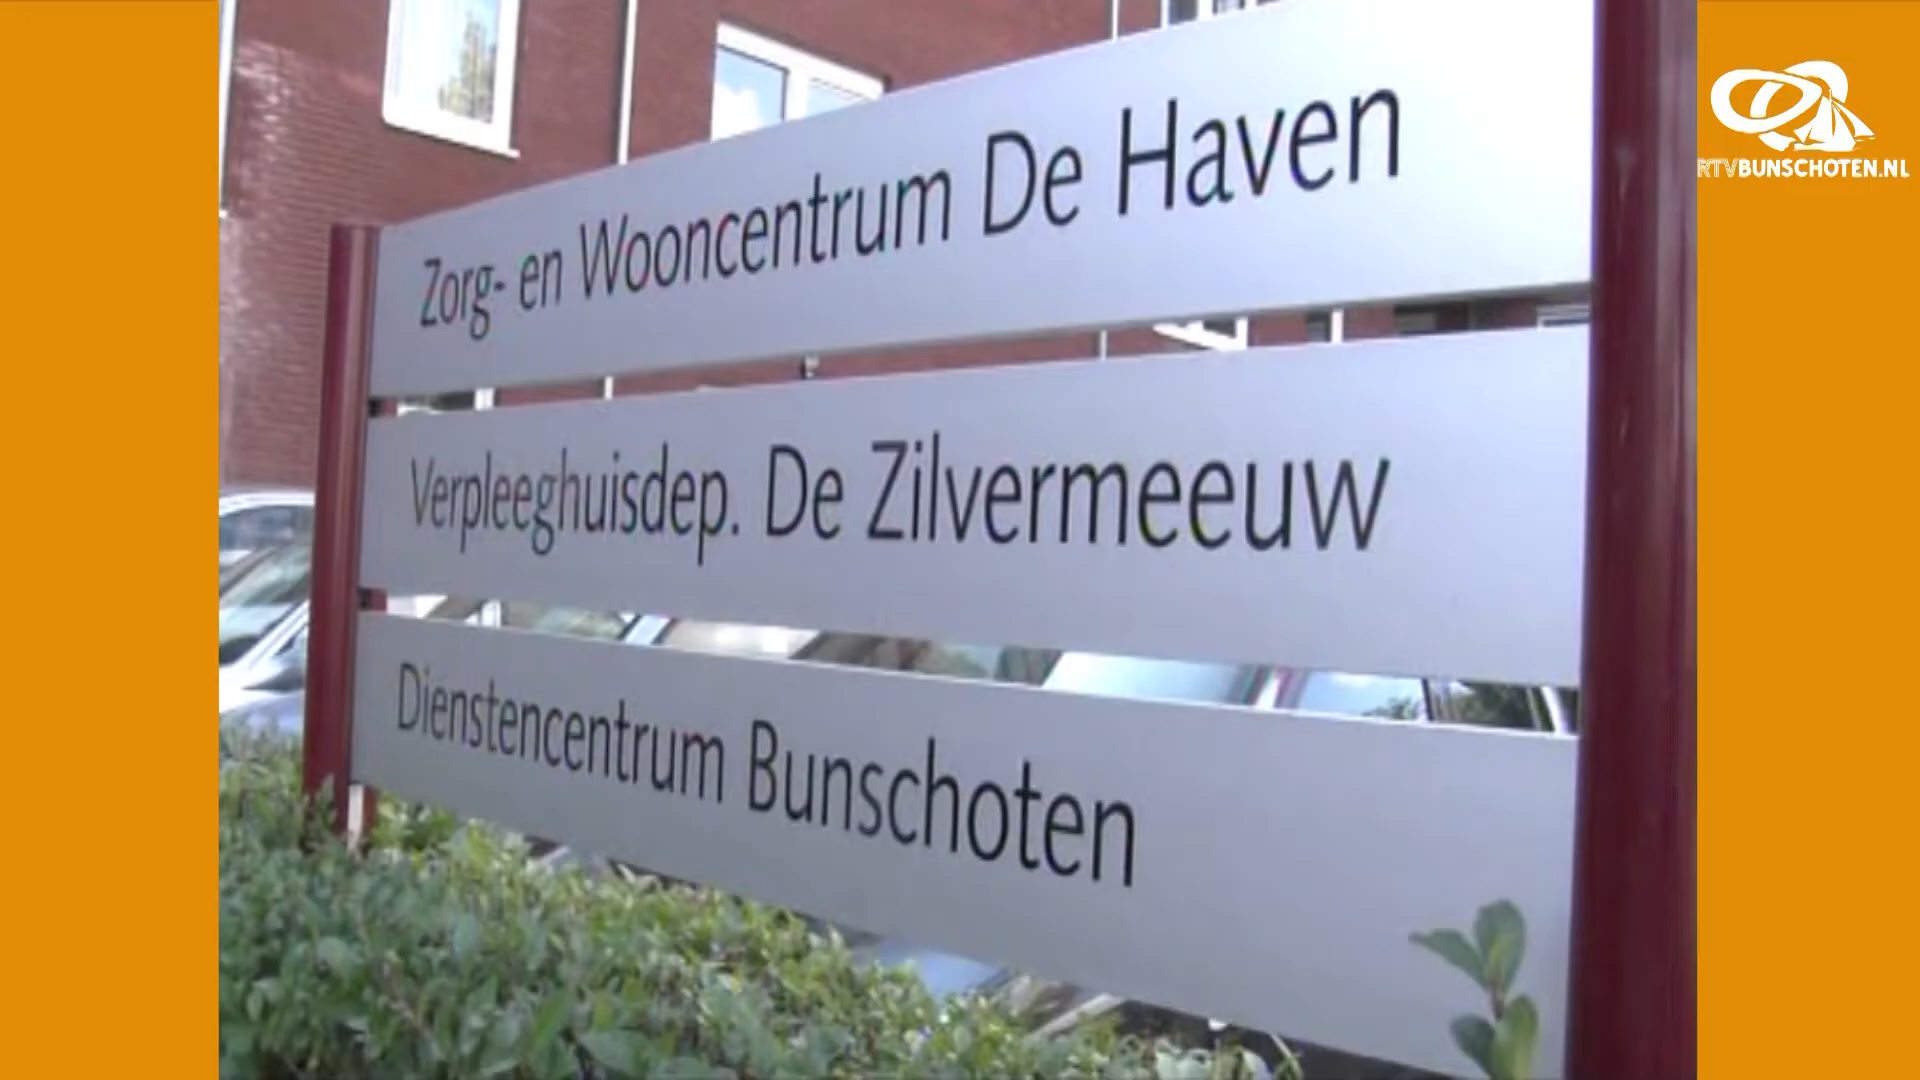 Zorg- en Wooncentrum De Haven
Verpleeghuisdep. De Zilvermeeuw
Dienstencentrum Bunschoten
RTVBUNSCHOTEN.NL